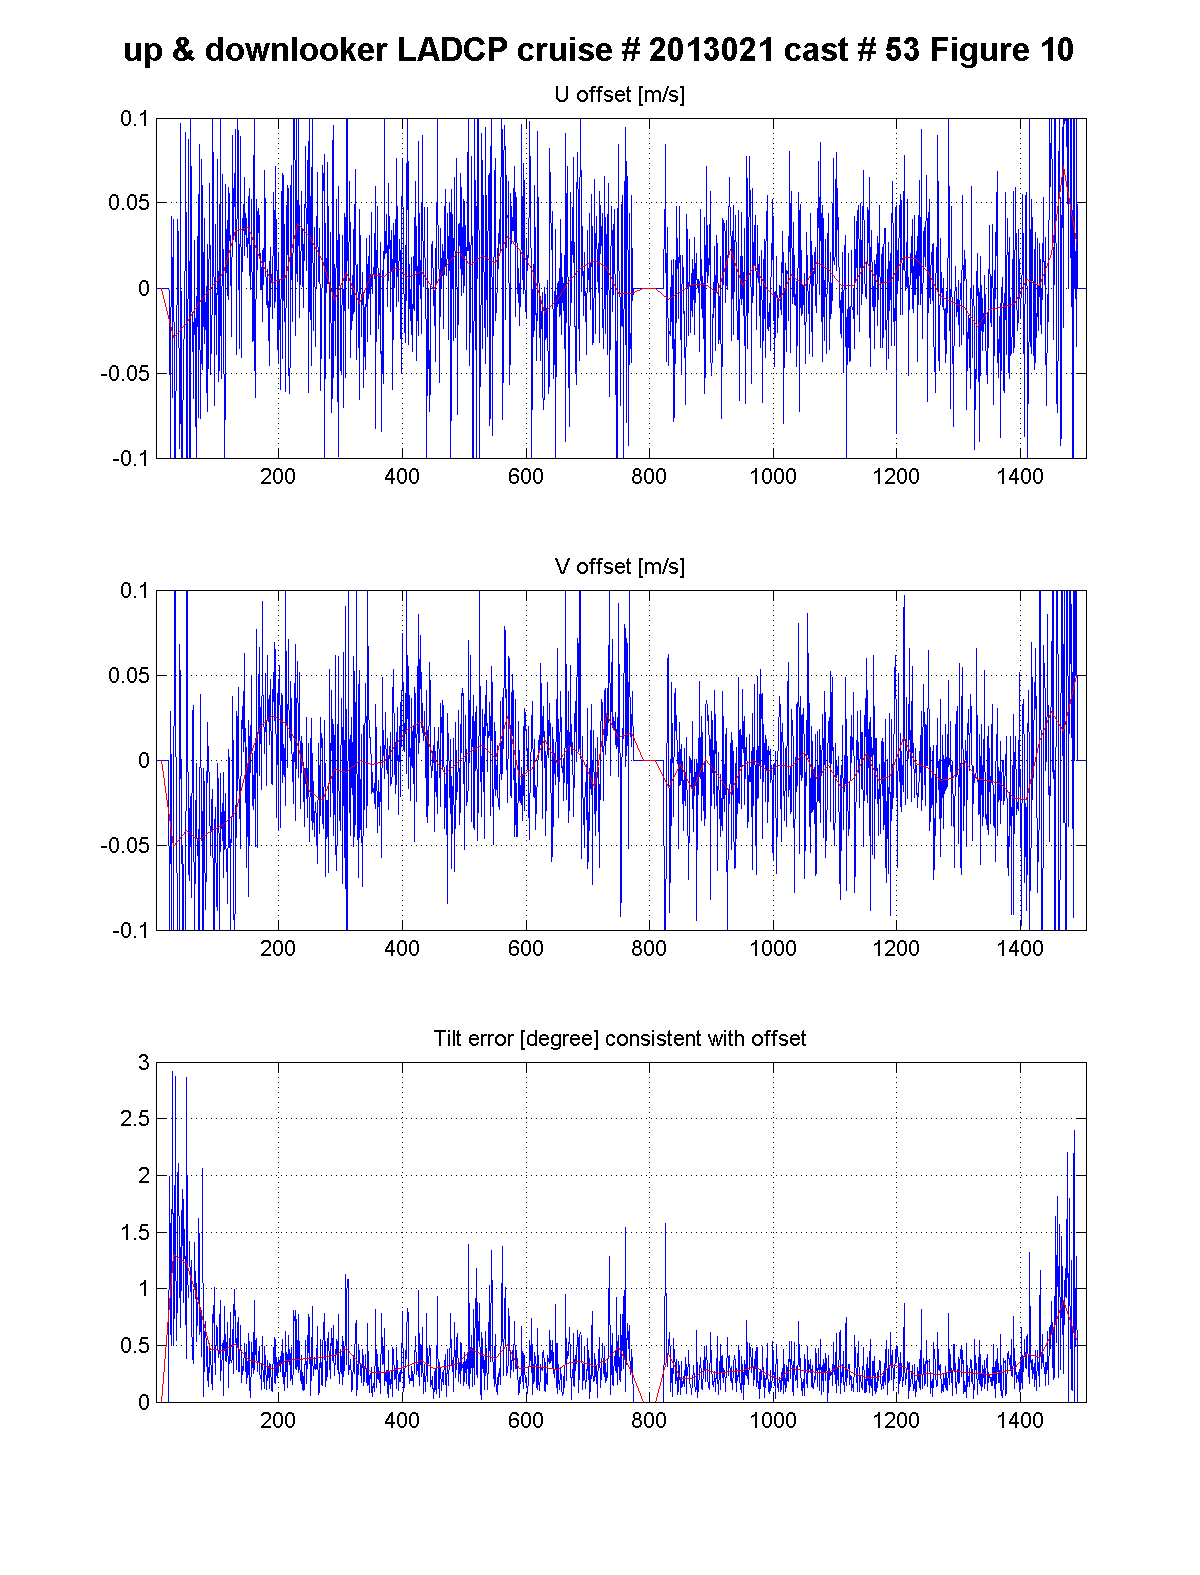 up & downlooker LADCP cruise # 2013021 cast # 53 Figure 10
U offset [m/s]
0.1
0.05
0
-0.05
-0.1
200 400 600 800 1000 1200 1400
V offset [m/s]
0.1
0.05
0
-0.05
-0.1
200 400 600 800 1000 1200 1400
Tilt error [degree] consistent with offset
3
2.5
2
1.5
1
0.5
0
200 400 600 800 1000 1200 1400